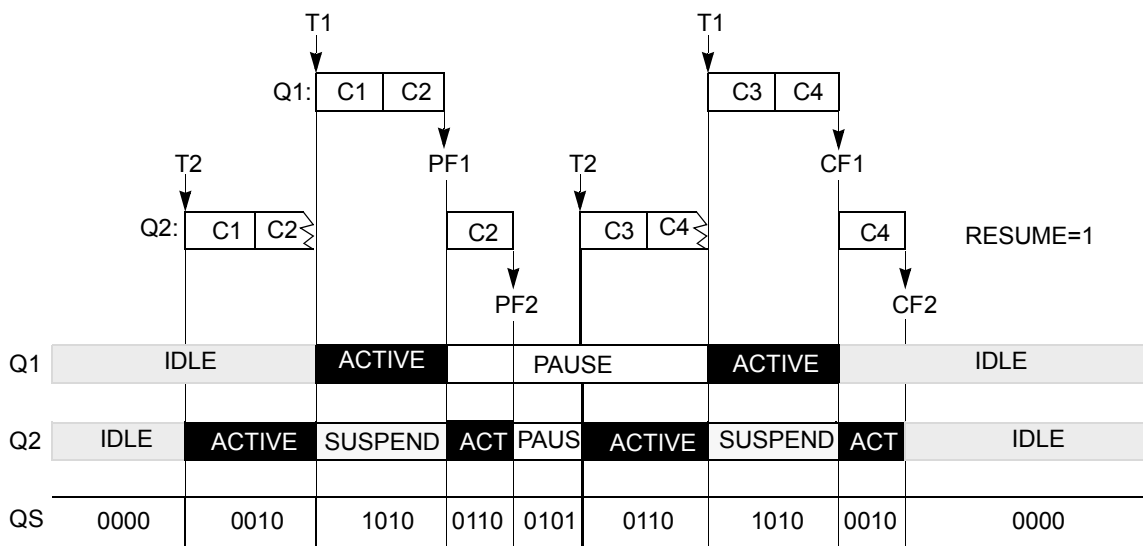 T1 T1
Q1: C1 C2 C3 C4
T2 PF1 T2 CF1
Q2: C1 C2 C2 C3 C4 C4 RESUME=1
PF2 CF2
Q1 IDLE ACTIVE PAUSE ACTIVE IDLE
Q2 IDLE ACTIVE SUSPEND ACT PAUS ACTIVE SUSPEND ACT IDLE
QS 0000 0010 1010 0110 0101 0110 1010 0010 0000